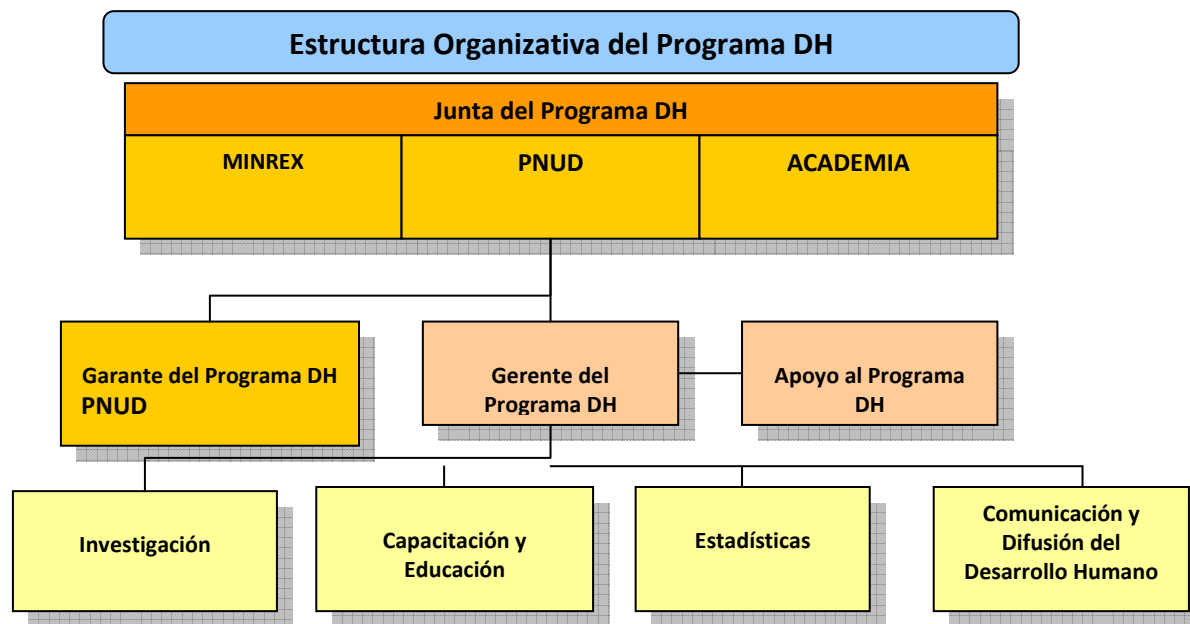 Estructura Organizativa del Programa DH
Junta del Programa DH
MINREX
PNUD
ACADEMIA
Garante del Programa DH
PNUD
Gerente del
Programa DH
Apoyo al Programa
DH
Investigación
Capacitación y
Educación
Estadísticas
Comunicación y
Difusión del
Desarrollo Humano